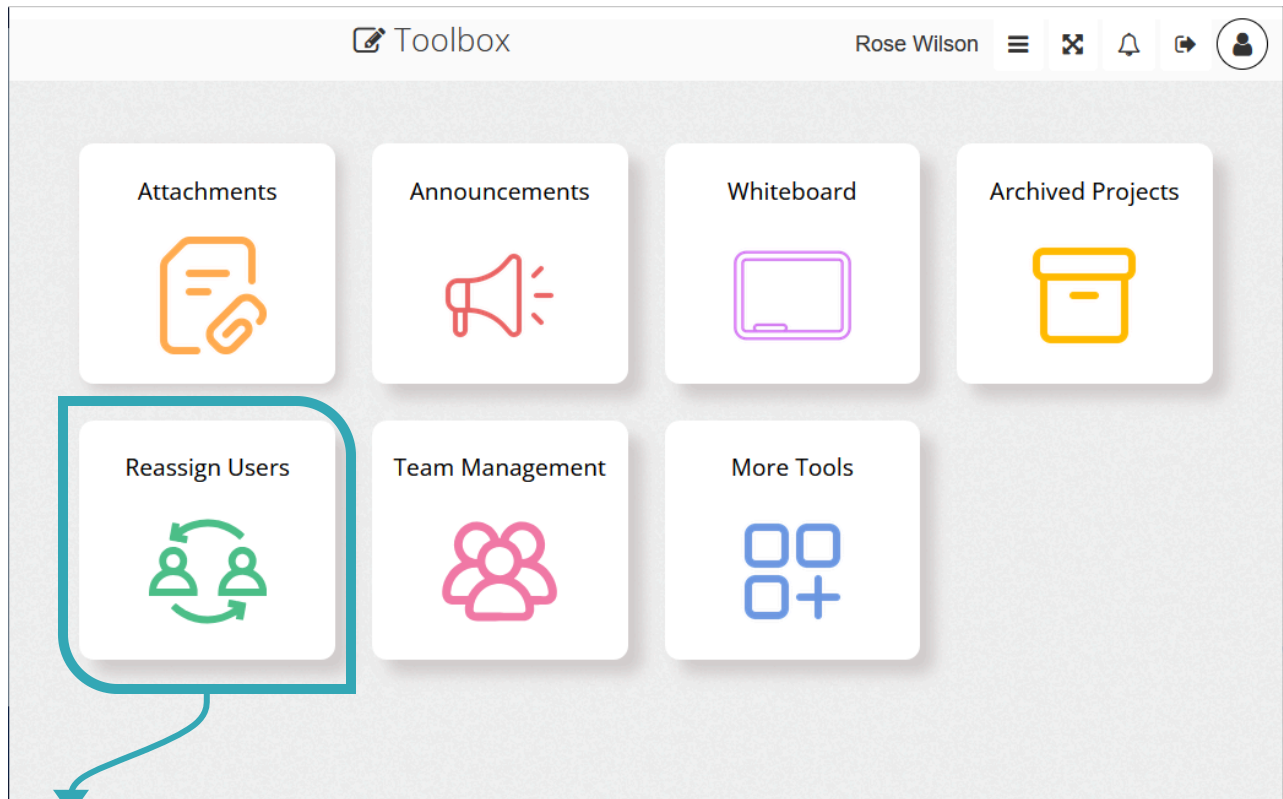 Toolbox
Rose Wilson
Attachments
Announcements
Whiteboard
Archived Projects
Reassign Users
Team Management
More Tools